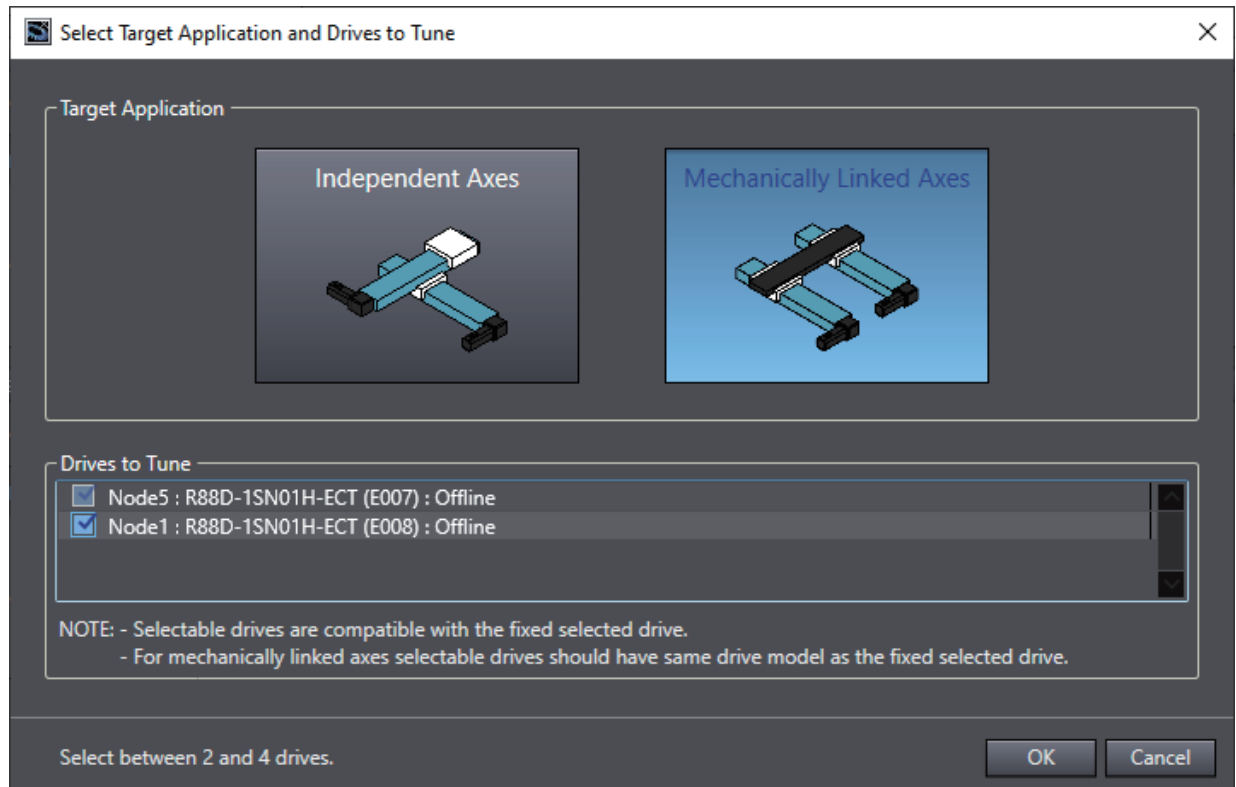 Select Target Application and Drives to Tune
Target Application
Independent Axes
Mechanically Linked Axes
Drives to Tune
Node5 : R88D-1SN01H-ECT (E007) : Offline
Node1 : R88D-1SN01H-ECT (E008) : Offline
NOTE: - Selectable drives are compatible with the fixed selected drive.
- For mechanically linked axes selectable drives should have same drive model as the fixed selected drive.
Select between 2 and 4 drives.
OK
Cancel